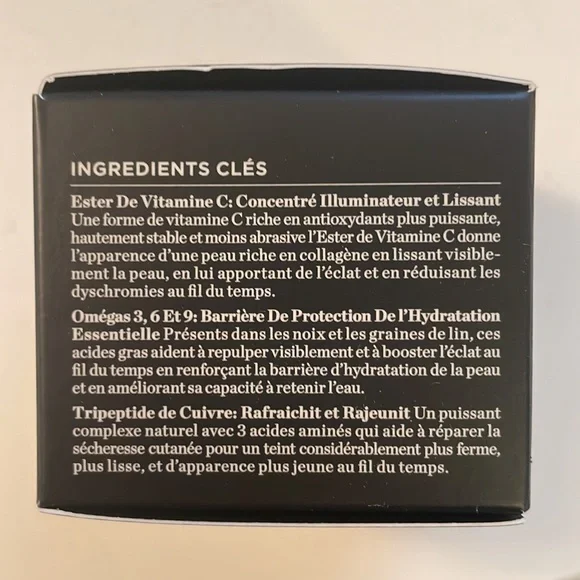 INGREDIENTS CLÉS
Ester De Vitamine C: Concentré Illuminateur et Lissant
Une forme de vitamine C riche en antioxydants plus puissante,
hautement stable et moins abrasive l'Ester de Vitamine C donne
l'apparence d'une peau riche en collagène en lissant visible-
ment la peau, en lui apportant de l'éclat et en réduisant les
dyschromies au fil du temps.
Omégas 3, 6 Et 9: Barrière De Protection De l'Hydratation
Essentielle Présents dans les noix et les graines de lin, ces
acides gras aident à repulper visiblement et à booster l'éclat au
fil du temps en renforçant la barrière d'hydratation de la peau
et en améliorant sa capacité à retenir l'eau.
Tripeptide de Cuivre: Rafraichit et Rajeunit Un puissant
complexe naturel avec 3 acides aminés qui aide à réparer la
sécheresse cutanée pour un teint considérablement plus ferme,
plus lisse, et d'apparence plus jeune au fil du temps.